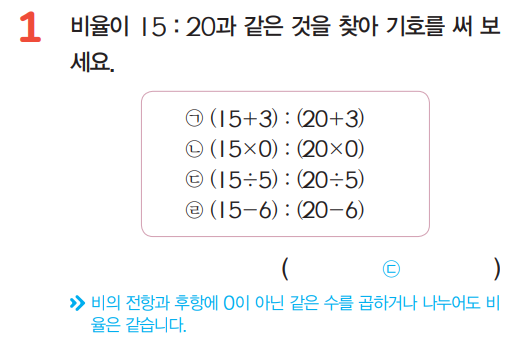 1 비율이 15 : 20과 같은 것을 찾아 기호를 써 보
세요.
㉠ (15+3) : (20+3)
㉡ (15×0) : (20×0)
㉢ (15÷5) : (20÷5)
㉣ (15-6) : (20-6)
( ㉢ )
≫ 비의 전항과 후항에 0이 아닌 같은 수를 곱하거나 나누어도 비
율은 같습니다.